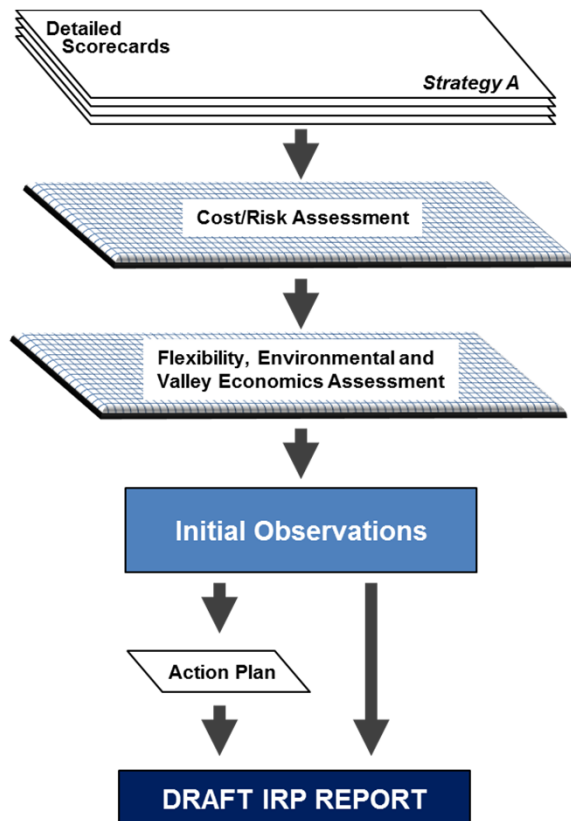 Detailed
Scorecards
Strategy A
Cost/Risk Assessment
Flexibility, Environmental and
Valley Economics Assessment
Initial Observations
Action Plan
DRAFT IRP REPORT